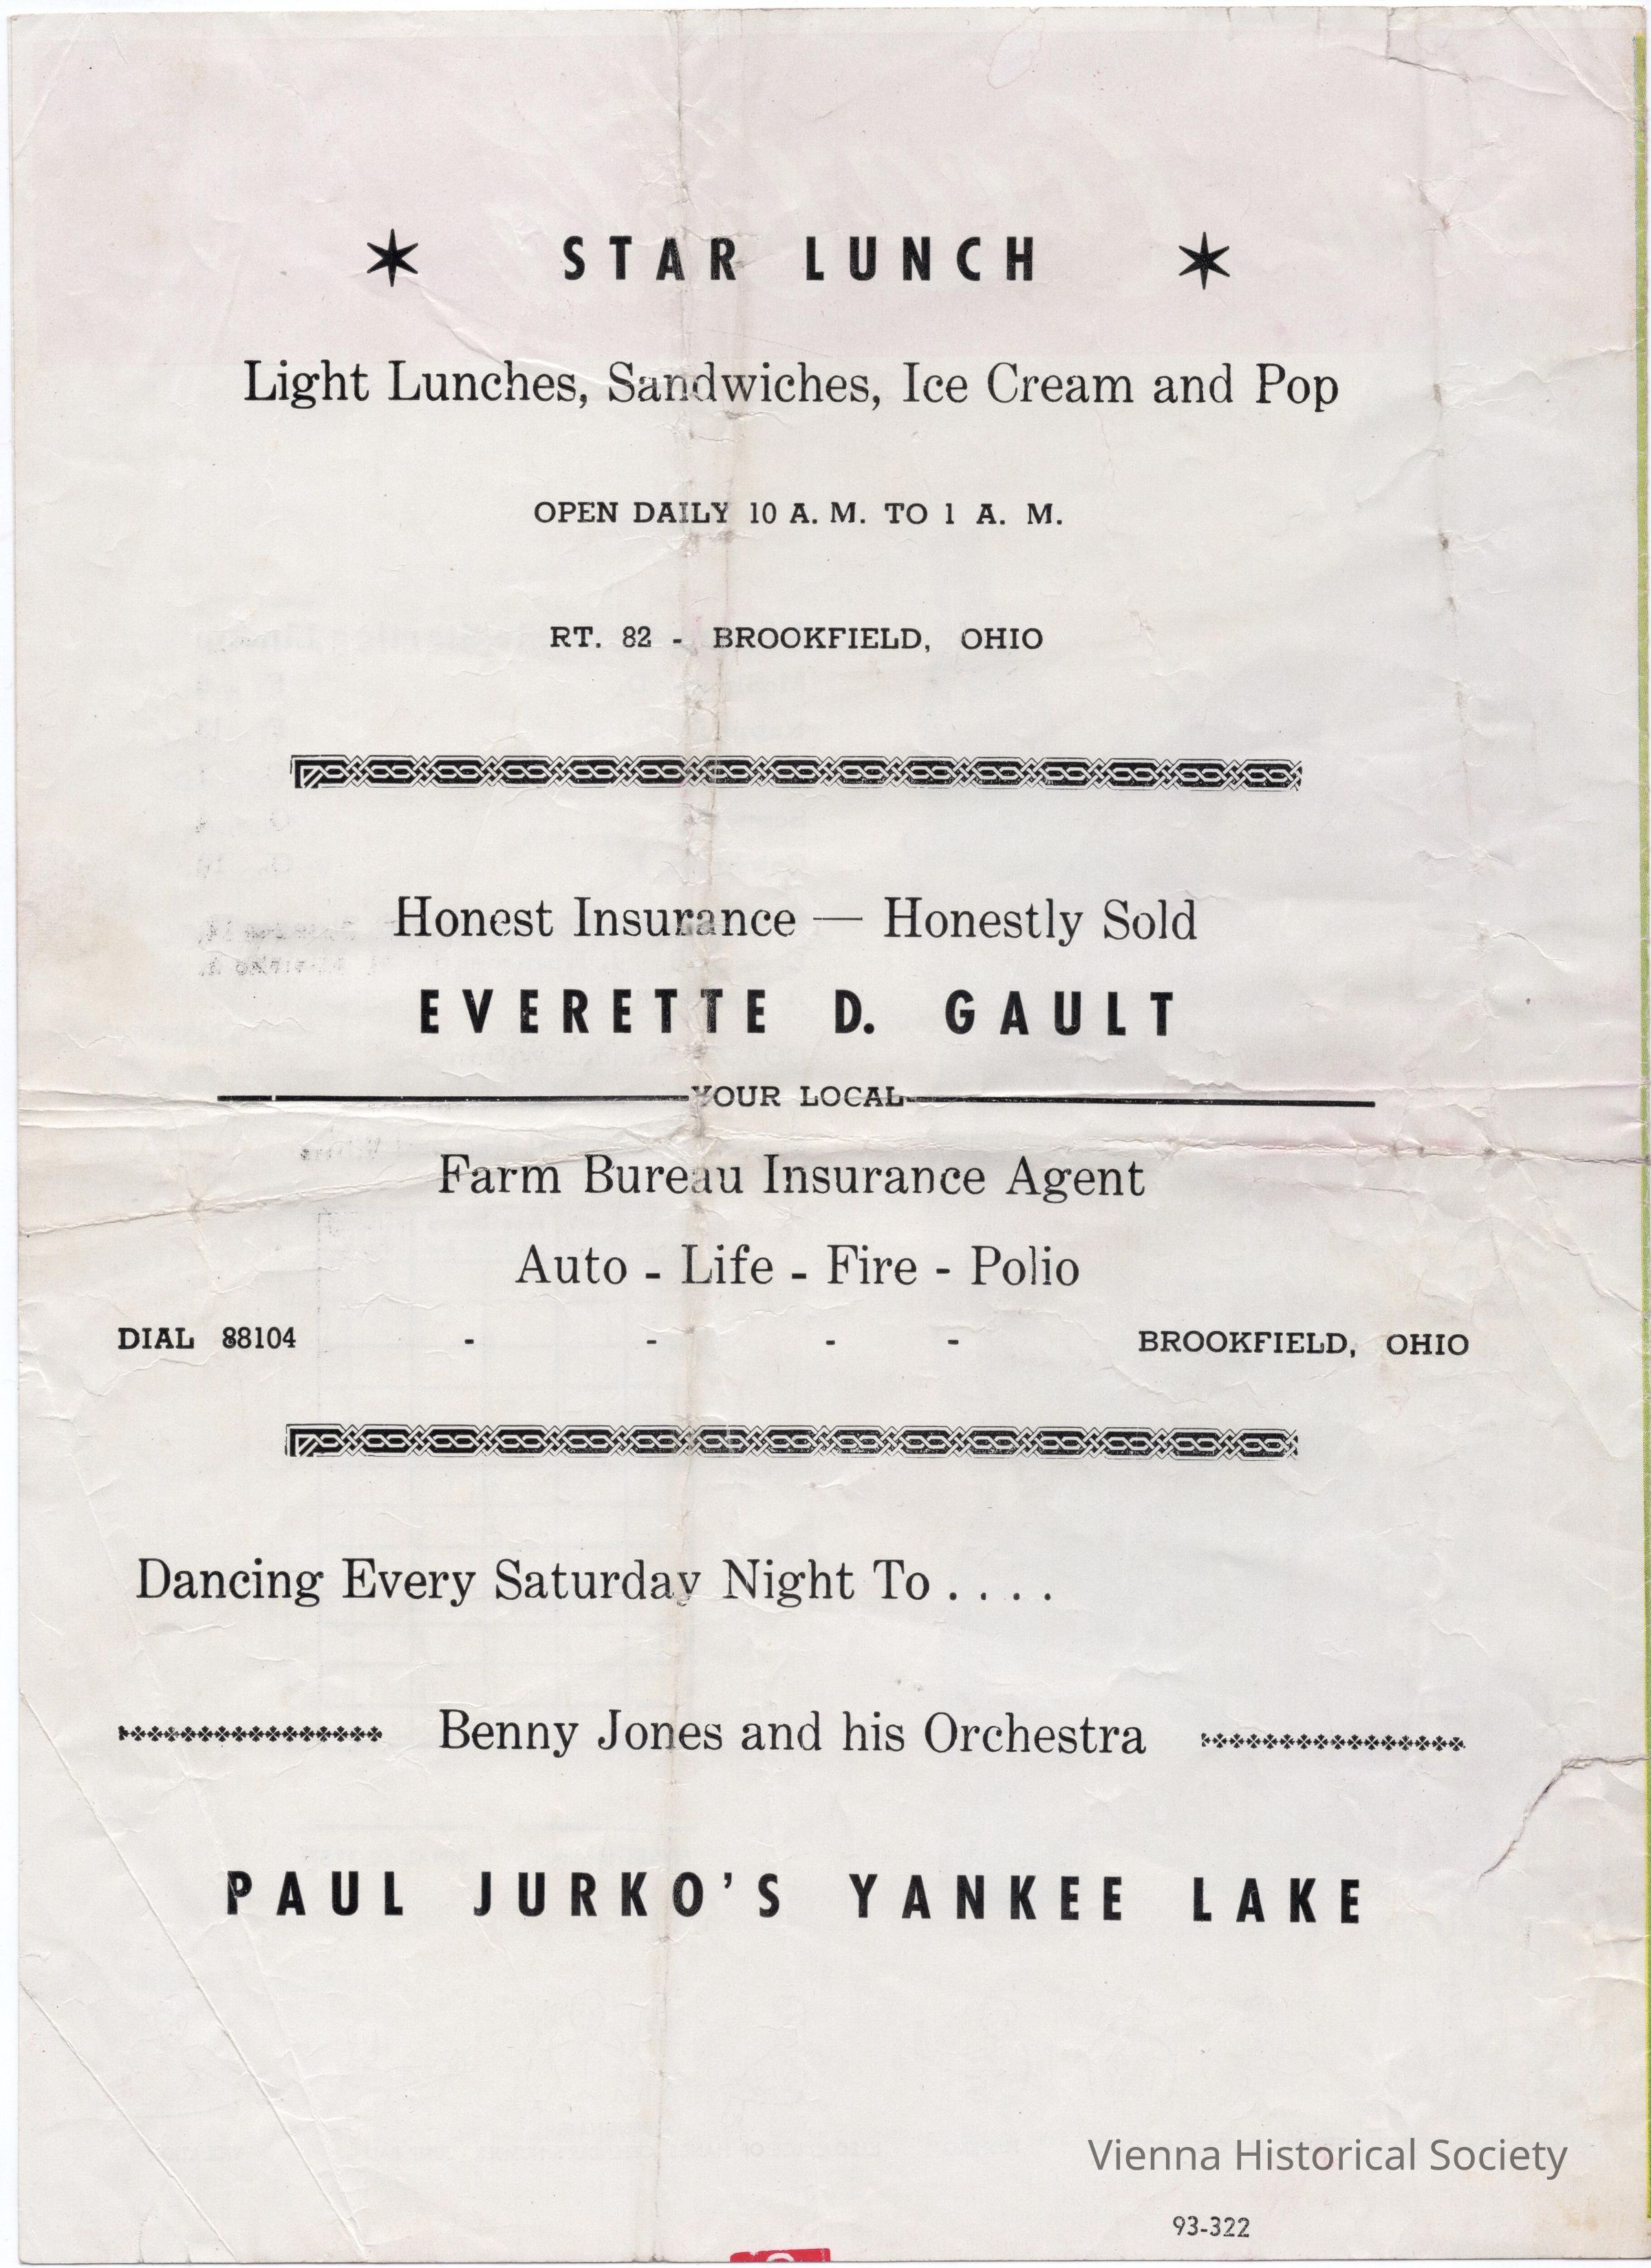 STAR LUNCH
Light Lunches, Sandwiches, Ice Cream and Pop
OPEN DAILY 10 A. M. TO 1 A. M.
RT. 82 - BROOKFIELD, OHIO
Honest Insurance — Honestly Sold
EVERETTE D. GAULT
YOUR LOCAL
Farm Bureau Insurance Agent
Auto - Life - Fire - Polio
DIAL 88104 - - - - BROOKFIELD, OHIO
Dancing Every Saturday Night To . . . .
Benny Jones and his Orchestra
PAUL JURKO'S YANKEE LAKE
Vienna Historical Society
93-322